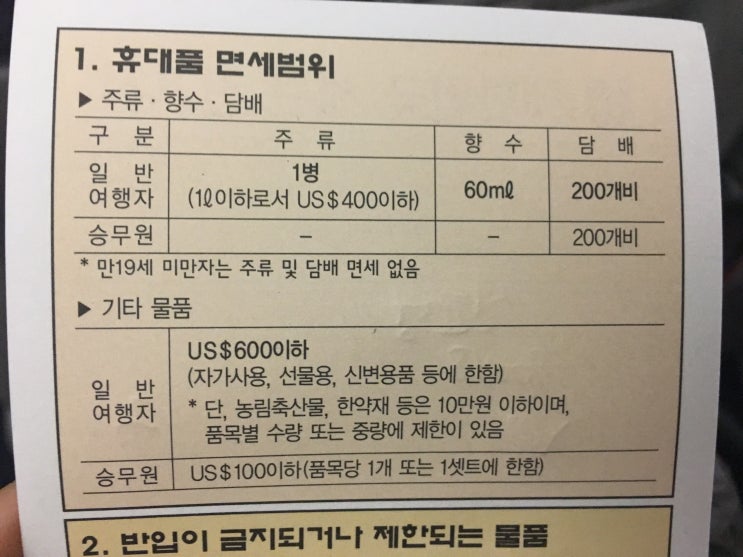 1. 휴대품 면세범위
▶ 주류 · 향수 · 담배
구 분 주 류 향 수 담 배
일 반 여행자 1병 (1ℓ이하로서 US$400이하) 60㎖ 200개비
승무원 – – 200개비
* 만19세 미만자는 주류 및 담배 면세 없음
▶ 기타 물품
일 반 여행자
US$600이하
(자가사용, 선물용, 신변용품 등에 한함)
* 단, 농림축산물, 한약재 등은 10만원 이하이며,
품목별 수량 또는 중량에 제한이 있음
승무원 US$100이하(품목당 1개 또는 1셋트에 한함)
2. 반입이 금지되거나 제한되는 물품